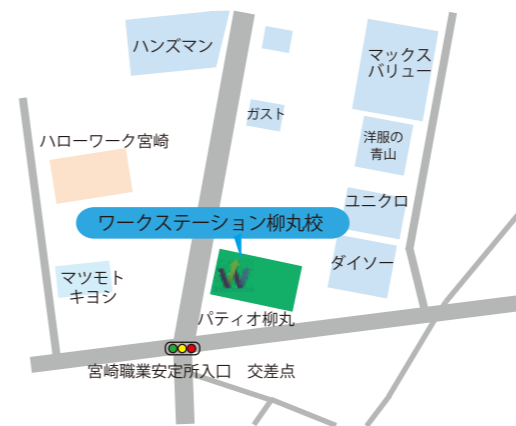 ハンズマン
マックス
バリュー
ガスト
洋服の
青山
ハローワーク宮崎
ユニクロ
ワークステーション柳丸校
ダイソー
マツモト
キヨシ
W
パティオ柳丸
宮崎職業安定所入口　交差点